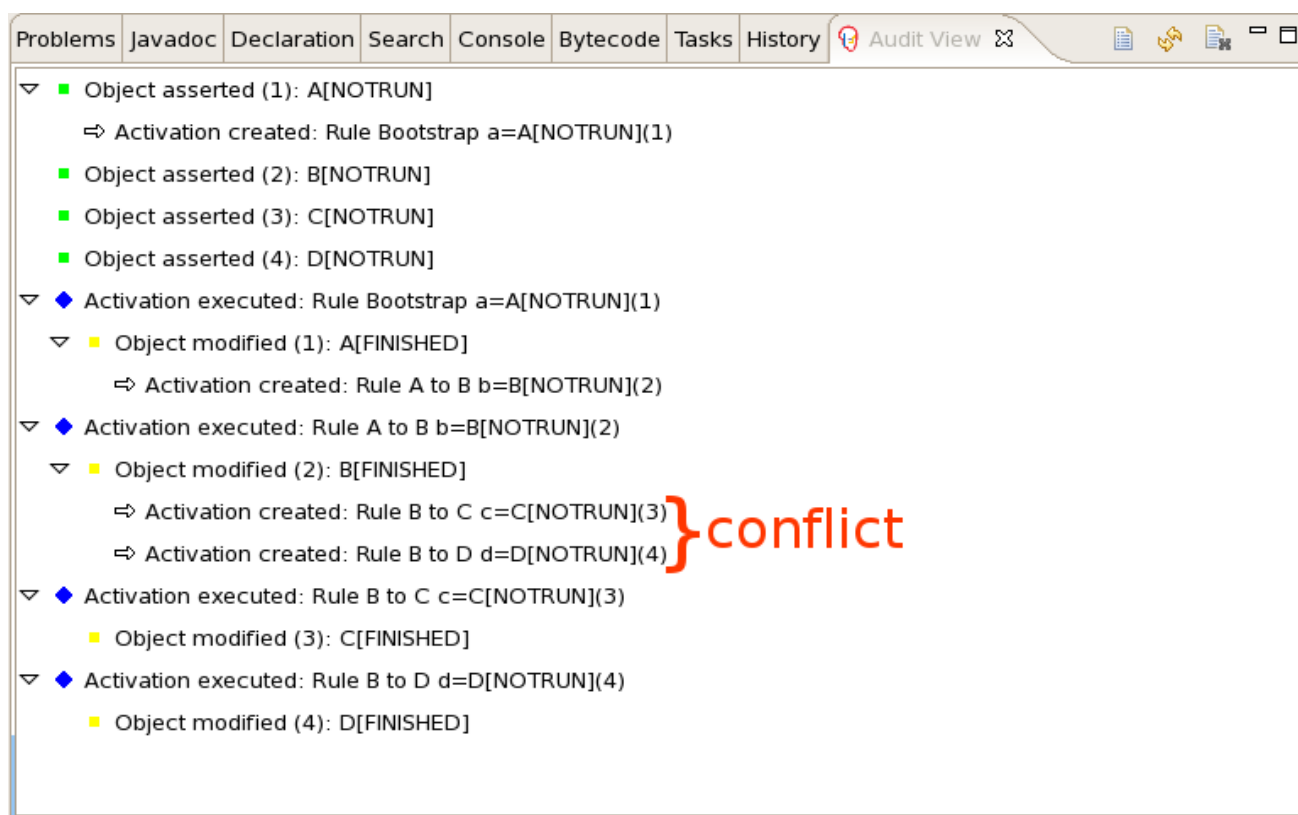 Problems Javadoc Declaration Search Console Bytecode Tasks History Audit View
Object asserted (1): A[NOTRUN]
Activation created: Rule Bootstrap a=A[NOTRUN](1)
Object asserted (2): B[NOTRUN]
Object asserted (3): C[NOTRUN]
Object asserted (4): D[NOTRUN]
Activation executed: Rule Bootstrap a=A[NOTRUN](1)
Object modified (1): A[FINISHED]
Activation created: Rule A to B b=B[NOTRUN](2)
Activation executed: Rule A to B b=B[NOTRUN](2)
Object modified (2): B[FINISHED]
Activation created: Rule B to C c=C[NOTRUN](3)
Activation created: Rule B to D d=D[NOTRUN](4)
} conflict
Activation executed: Rule B to C c=C[NOTRUN](3)
Object modified (3): C[FINISHED]
Activation executed: Rule B to D d=D[NOTRUN](4)
Object modified (4): D[FINISHED]